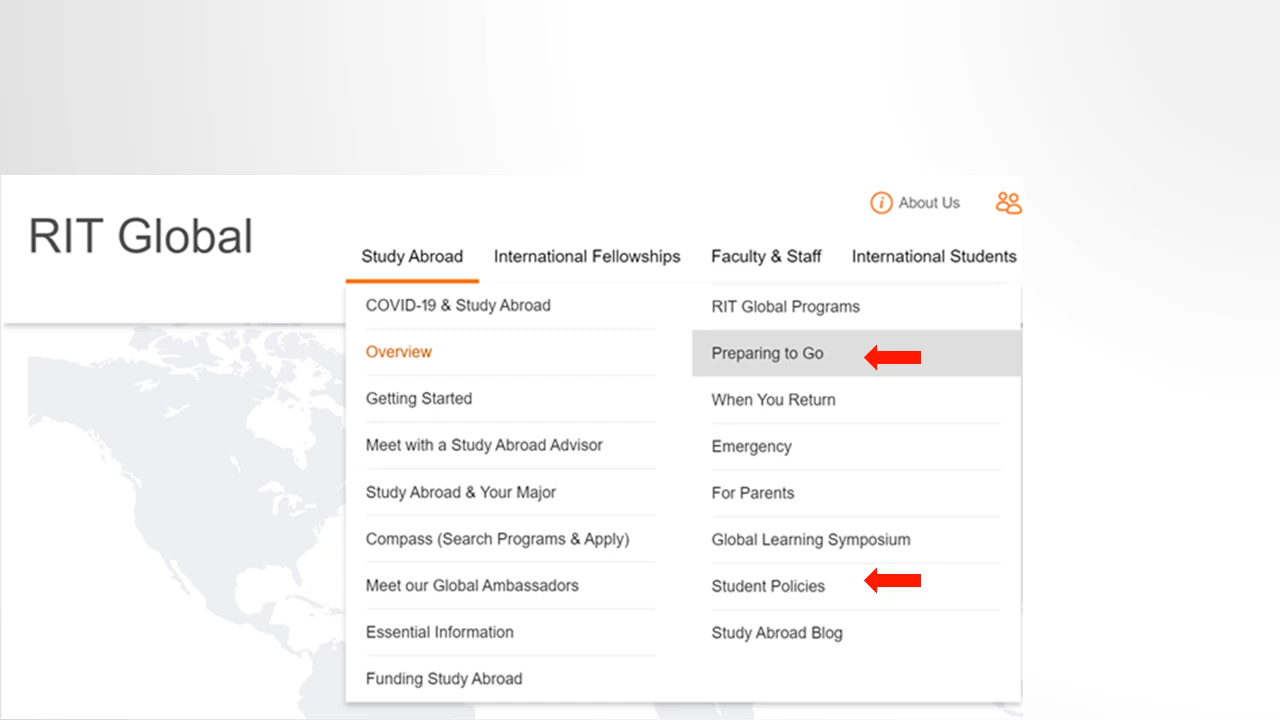 RIT Global
About Us
Study Abroad
International Fellowships
Faculty & Staff
International Students
COVID-19 & Study Abroad
Overview
Getting Started
Meet with a Study Abroad Advisor
Study Abroad & Your Major
Compass (Search Programs & Apply)
Meet our Global Ambassadors
Essential Information
Funding Study Abroad
RIT Global Programs
Preparing to Go
When You Return
Emergency
For Parents
Global Learning Symposium
Student Policies
Study Abroad Blog